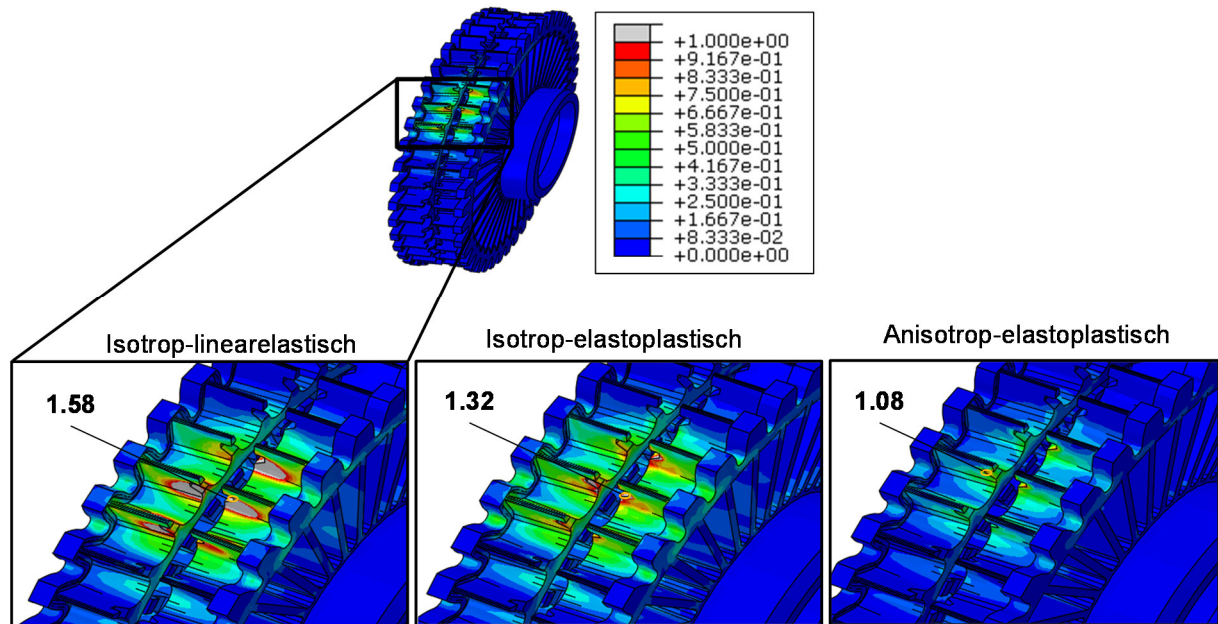 +1.000e+00
+9.167e-01
+8.333e-01
+7.500e-01
+6.667e-01
+5.833e-01
+5.000e-01
+4.167e-01
+3.333e-01
+2.500e-01
+1.667e-01
+8.333e-02
+0.000e+00
Isotrop-linearelastisch
Isotrop-elastoplastisch
Anisotrop-elastoplastisch
1.58
1.32
1.08